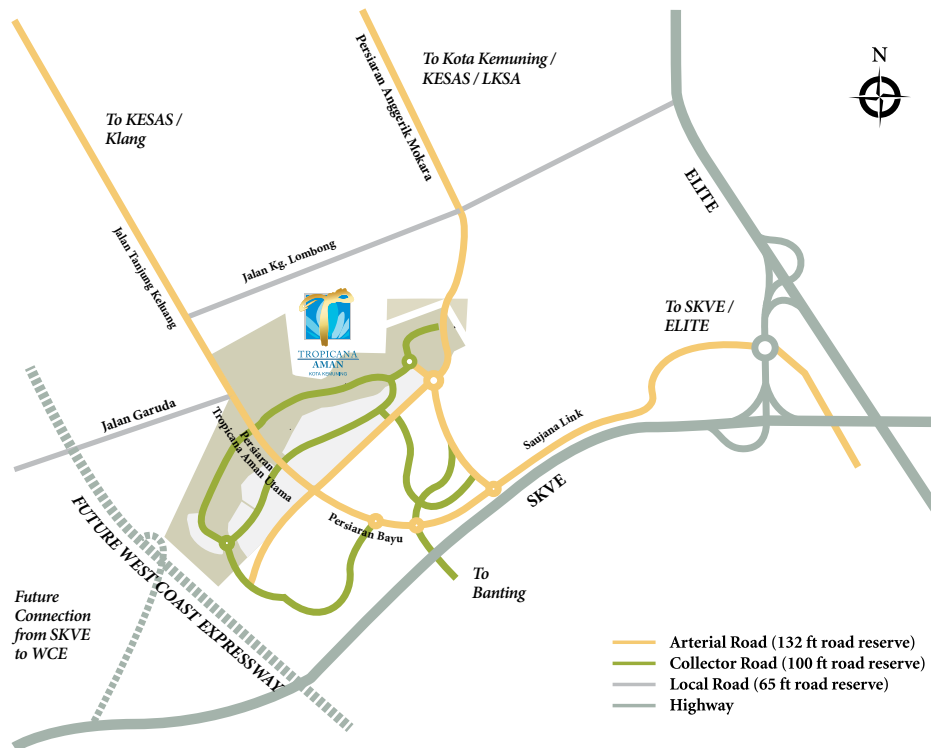 N
To Kota Kemuning /
KESAS / LKSA
Persiaran Anggerik Mokara
To KESAS /
Klang
ELITE
Jalan Tanjung Keluang
Jalan Kg. Lombong
To SKVE /
ELITE
TROPICANA
AMAN
KOTA KEMUNING
Jalan Garuda
Persiaran
Tropicana Aman Utama
Saujana Link
SKVE
Persiaran Bayu
FUTURE WEST COAST EXPRESSWAY
To
Banting
Future
Connection
from SKVE
to WCE
Arterial Road (132 ft road reserve)
Collector Road (100 ft road reserve)
Local Road (65 ft road reserve)
Highway